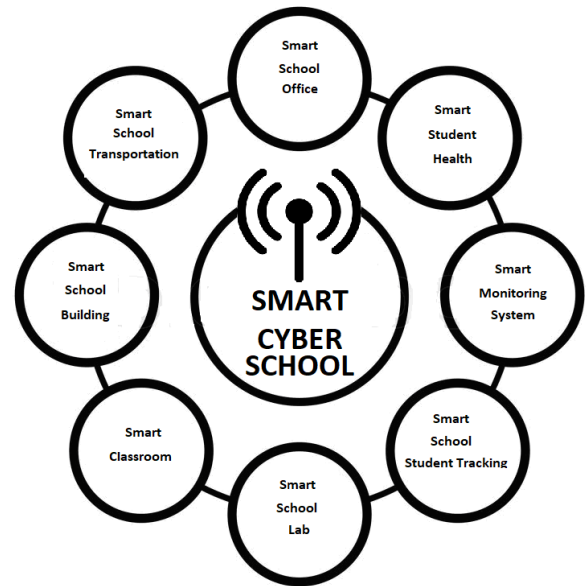 Smart
School
Office
Smart
Student
Health
Smart
Monitoring
System
Smart
School
Student Tracking
Smart
School
Lab
Smart
Classroom
Smart
School
Building
Smart
School
Transportation
SMART
CYBER
SCHOOL